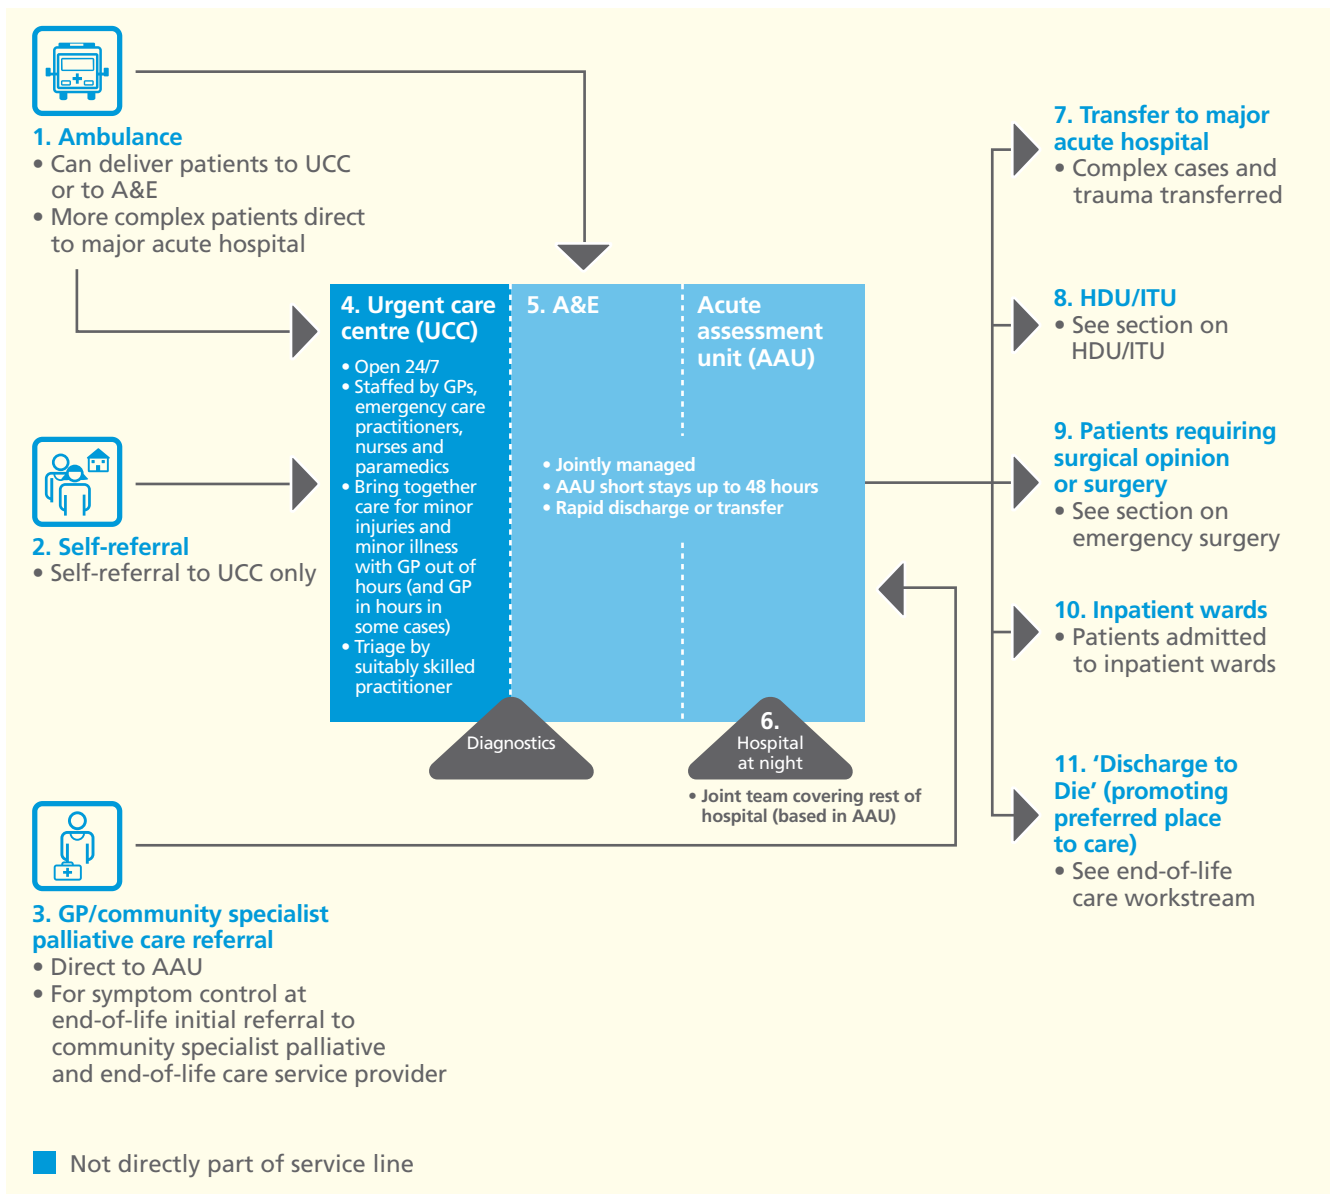 1. Ambulance
• Can deliver patients to UCC
or to A&E
• More complex patients direct
to major acute hospital
2. Self-referral
• Self-referral to UCC only
3. GP/community specialist
palliative care referral
• Direct to AAU
• For symptom control at
end-of-life initial referral to
community specialist palliative
and end-of-life care service provider
4. Urgent care
centre (UCC)
• Open 24/7
• Staffed by GPs,
emergency care
practitioners,
nurses and
paramedics
• Bring together
care for minor
injuries and
minor illness
with GP out of
hours (and GP
in hours in
some cases)
• Triage by
suitably skilled
practitioner
5. A&E
Acute
assessment
unit (AAU)
• Jointly managed
• AAU short stays up to 48 hours
• Rapid discharge or transfer
Diagnostics
6.
Hospital
at night
• Joint team covering rest of
hospital (based in AAU)
7. Transfer to major
acute hospital
• Complex cases and
trauma transferred
8. HDU/ITU
• See section on
HDU/ITU
9. Patients requiring
surgical opinion
or surgery
• See section on
emergency surgery
10. Inpatient wards
• Patients admitted
to inpatient wards
11. ‘Discharge to
Die’ (promoting
preferred place
to care)
• See end-of-life
care workstream
Not directly part of service line